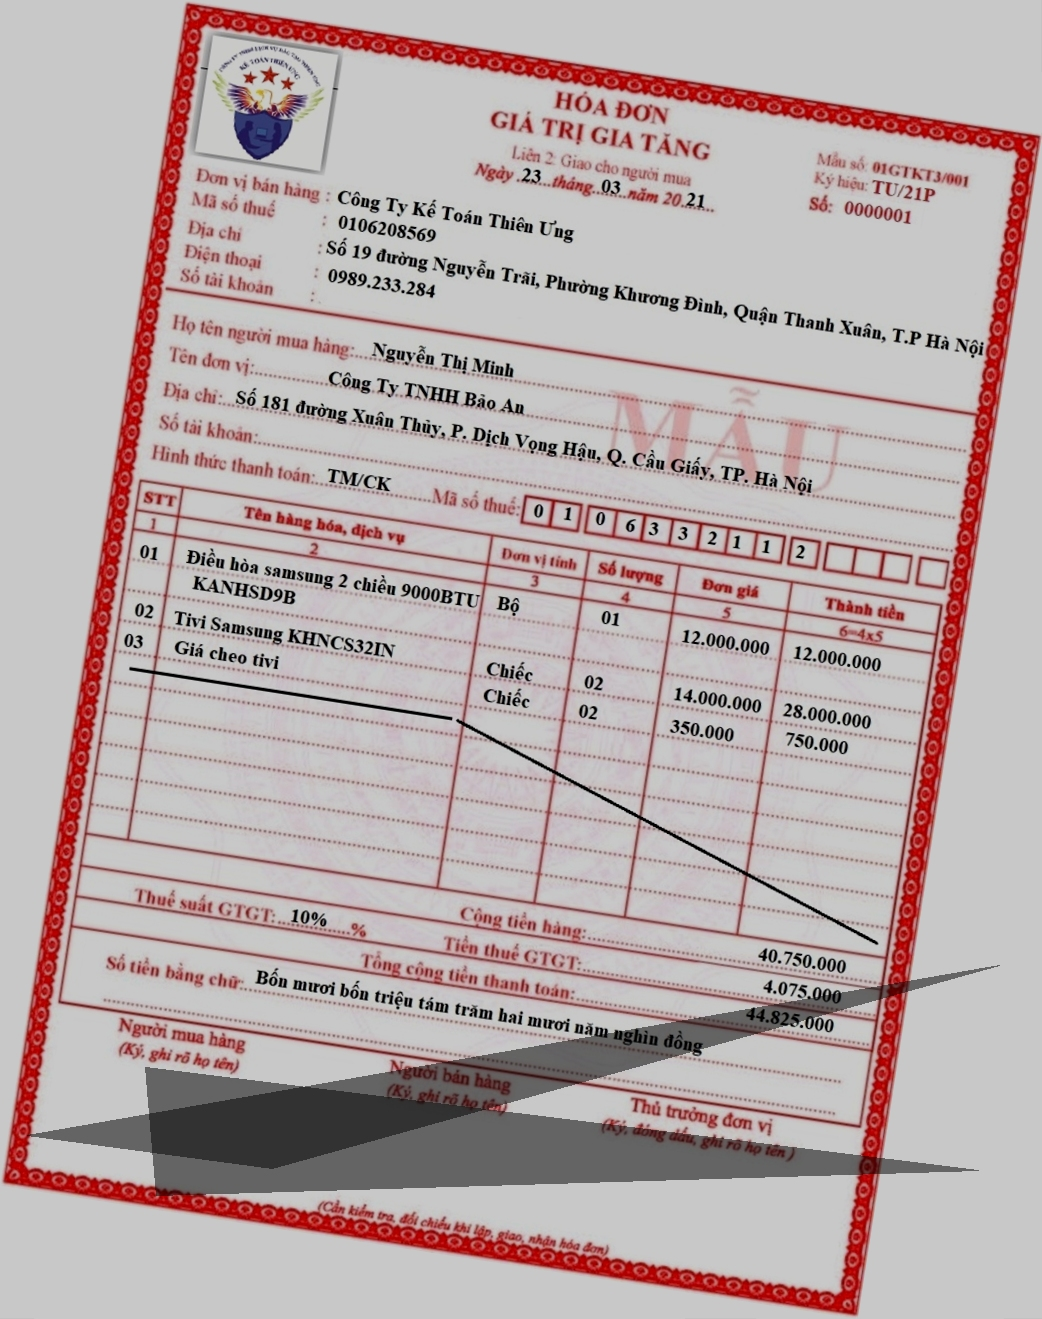 CÔNG TY TNHH DỊCH VỤ ĐÀO TẠO THIÊN ƯNG
KẾ TOÁN THIÊN ƯNG
HÓA ĐƠN
GIÁ TRỊ GIA TĂNG
Liên 2: Giao cho người mua
Ngày 23 tháng 03 năm 20 21
Mẫu số: 01GTKT3/001
Ký hiệu: TU/21P
Số: 0000001
Đơn vị bán hàng : Công Ty Kế Toán Thiên Ưng
Mã số thuế : 0106208569
Địa chỉ : Số 19 đường Nguyễn Trãi, Phường Khương Đình, Quận Thanh Xuân, T.P Hà Nội
Điện thoại : 0989.233.284
Số tài khoản :
Họ tên người mua hàng: Nguyễn Thị Minh
Tên đơn vị: Công Ty TNHH Bảo An
Địa chỉ: Số 181 đường Xuân Thủy, P. Dịch Vọng Hậu, Q. Cầu Giấy, TP. Hà Nội
MẪU
Số tài khoản:
Hình thức thanh toán: TM/CK Mã số thuế: 0 1 0 6 3 3 2 1 1 2
STT Tên hàng hóa, dịch vụ Đơn vị tính Số lượng Đơn giá Thành tiền
1 2 3 4 5 6=4x5
01 Điều hòa samsung 2 chiều 9000BTU Bộ 01 12.000.000 12.000.000
KANHSD9B
02 Tivi Samsung KHNCS32IN Chiếc 02 14.000.000 28.000.000
03 Giá cheo tivi Chiếc 02 350.000 750.000
Cộng tiền hàng: 40.750.000
Thuế suất GTGT: 10% % Tiền thuế GTGT: 4.075.000
Tổng cộng tiền thanh toán: 44.825.000
Số tiền bằng chữ: Bốn mươi bốn triệu tám trăm hai mươi năm nghìn đồng
Người mua hàng Người bán hàng Thủ trưởng đơn vị
(Ký, ghi rõ họ tên) (Ký, ghi rõ họ tên) (Ký, đóng dấu, ghi rõ họ tên )
(Cần kiểm tra, đối chiếu khi lập, giao, nhận hóa đơn)